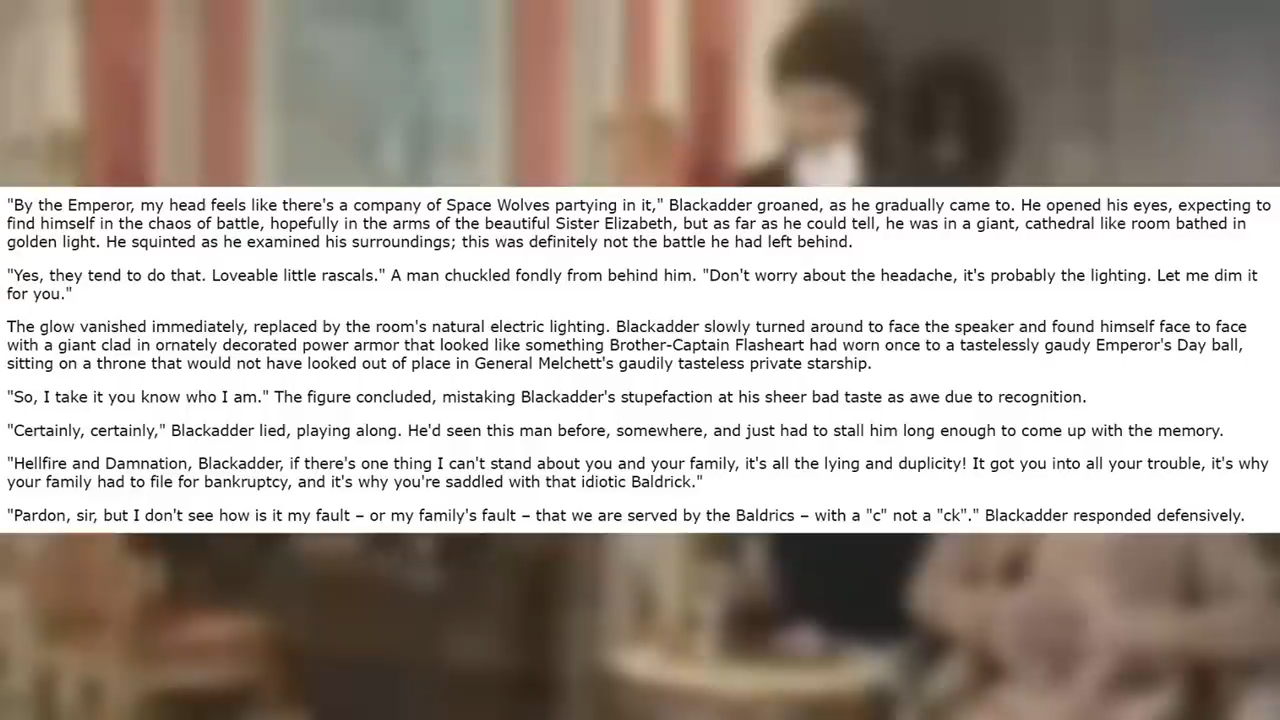 "By the Emperor, my head feels like there's a company of Space Wolves partying in it," Blackadder groaned, as he gradually came to. He opened his eyes, expecting to
find himself in the chaos of battle, hopefully in the arms of the beautiful Sister Elizabeth, but as far as he could tell, he was in a giant, cathedral like room bathed in
golden light. He squinted as he examined his surroundings; this was definitely not the battle he had left behind.
"Yes, they tend to do that. Loveable little rascals." A man chuckled fondly from behind him. "Don't worry about the headache, it's probably the lighting. Let me dim it
for you."
The glow vanished immediately, replaced by the room's natural electric lighting. Blackadder slowly turned around to face the speaker and found himself face to face
with a giant clad in ornately decorated power armor that looked like something Brother-Captain Flasheart had worn once to a tastelessly gaudy Emperor's Day ball,
sitting on a throne that would not have looked out of place in General Melchett's gaudily tasteless private starship.
"So, I take it you know who I am." The figure concluded, mistaking Blackadder's stupefaction at his sheer bad taste as awe due to recognition.
"Certainly, certainly," Blackadder lied, playing along. He'd seen this man before, somewhere, and just had to stall him long enough to come up with the memory.
"Hellfire and Damnation, Blackadder, if there's one thing I can't stand about you and your family, it's all the lying and duplicity! It got you into all your trouble, it's why
your family had to file for bankruptcy, and it's why you're saddled with that idiotic Baldrick."
"Pardon, sir, but I don't see how is it my fault – or my family's fault – that we are served by the Baldrics – with a "c" not a "ck"." Blackadder responded defensively.